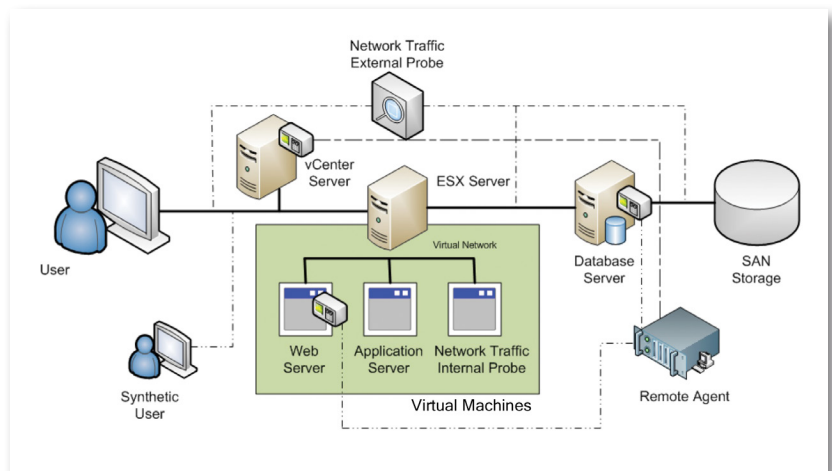 Network Traffic
External Probe
vCenter
Server
ESX Server
Virtual Network
User
Database
Server
SAN
Storage
Web
Server
Application
Server
Network Traffic
Internal Probe
Synthetic
User
Virtual Machines
Remote Agent